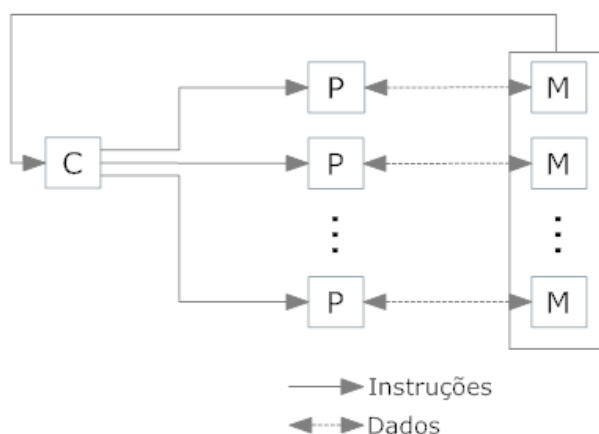 P M
C P M
P M
Instruções
Dados